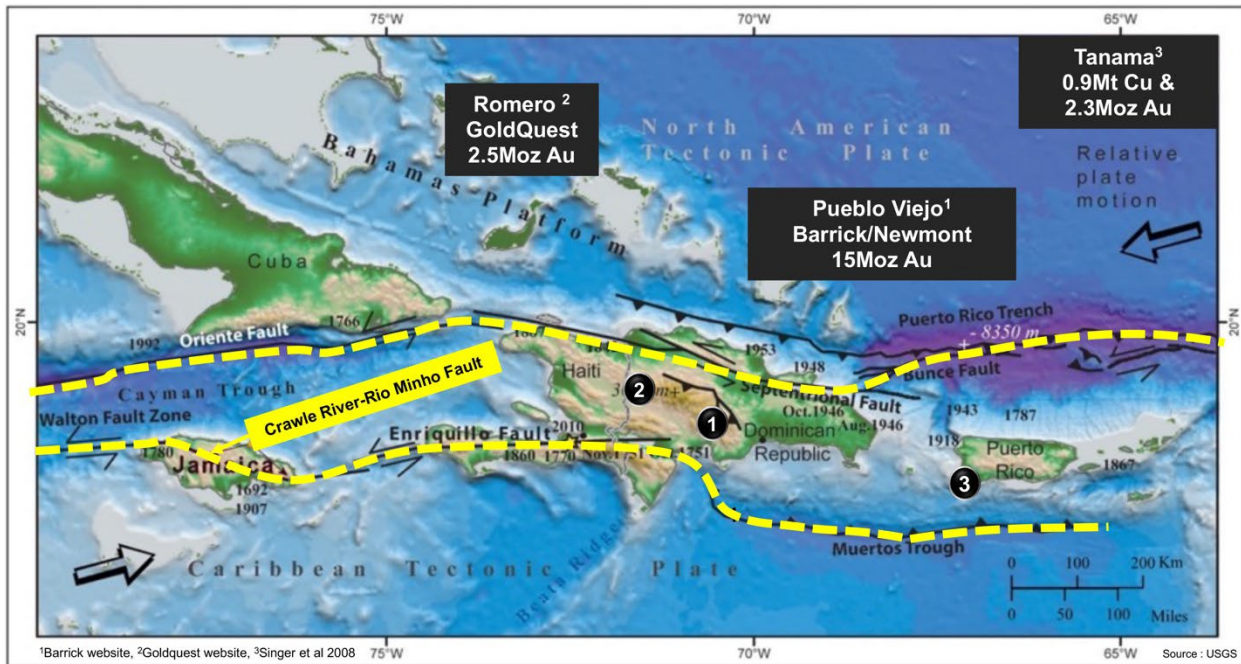 75°W
70°W
65°W
Tanama³
0.9Mt Cu &
2.3Moz Au
Romero ²
GoldQuest
2.5Moz Au
North American
Tectonic Plate
Bahamas Platform
Relative
plate
motion
Pueblo Viejo¹
Barrick/Newmont
15Moz Au
Cuba
20°N
20°N
1766
Puerto Rico Trench
- 8350 m
+
1992
Oriente Fault
1953
Bunce Fault
Cayman Trough
Haiti
1948
Septentrional Fault
Crawle River-Rio Minho Fault
2
Walton Fault Zone
Oct.1946
Aug.1946
1943
1787
1
Enriquillo Fault
2010
Dominican
Republic
1918
Puerto
Rico
1780
Jamaica
1860
1770
Nov.1751
1751
1867
3
1692
1907
Muertos Trough
Beata Ridge
Caribbean Tectonic Plate
0 100 200 Km
0 50 100
Miles
75°W
70°W
65°W
¹Barrick website, ²Goldquest website, ³Singer et al 2008
Source : USGS